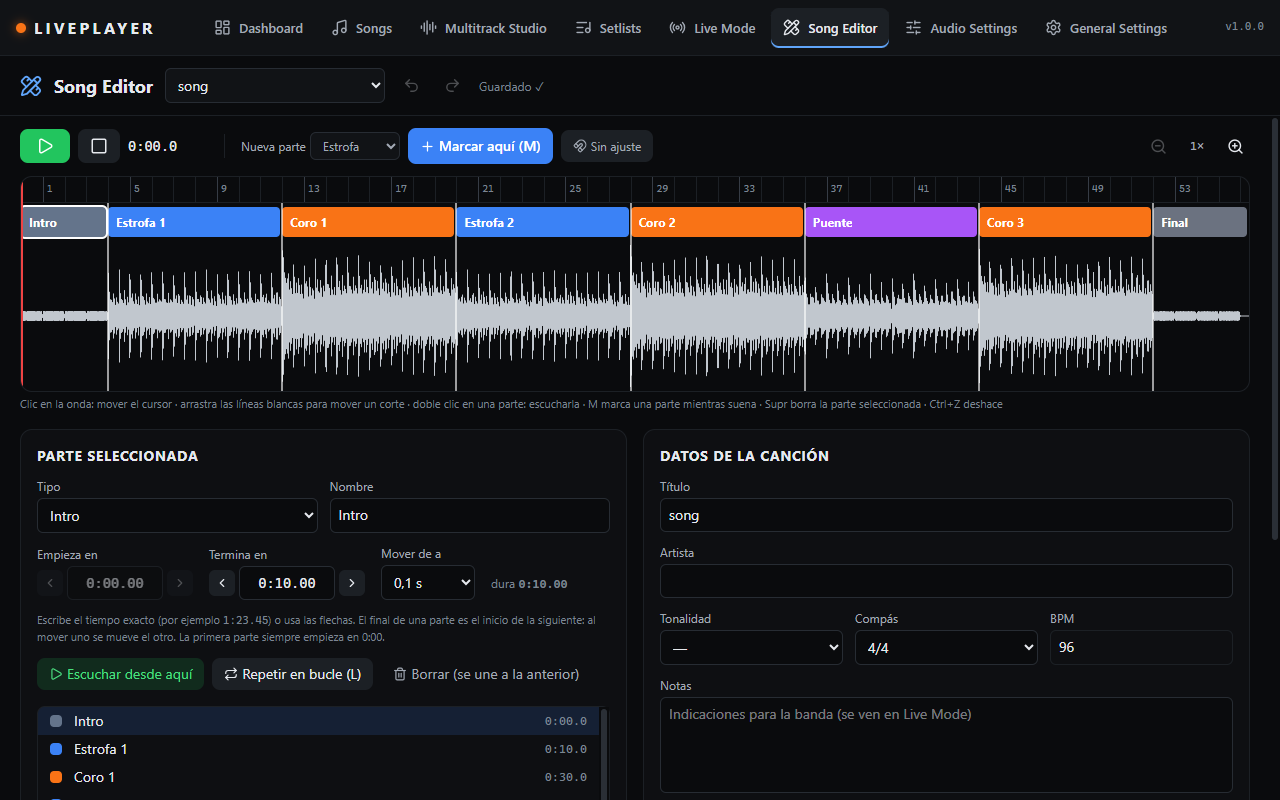 LIVEPLAYER Dashboard Songs Multitrack Studio Setlists Live Mode Song Editor Audio Settings General Settings v1.0.0
Song Editor song Guardado ✓
0:00.0 Nueva parte Estrofa + Marcar aquí (M) Sin ajuste 1×
1 5 9 13 17 21 25 29 33 37 41 45 49 53
Intro Estrofa 1 Coro 1 Estrofa 2 Coro 2 Puente Coro 3 Final
Clic en la onda: mover el cursor · arrastra las líneas blancas para mover un corte · doble clic en una parte: escucharla · M marca una parte mientras suena · Supr borra la parte seleccionada · Ctrl+Z deshace
PARTE SELECCIONADA
Tipo Nombre
Intro Intro
Empieza en Termina en Mover de a
0:00.00 0:10.00 0,1 s dura 0:10.00
Escribe el tiempo exacto (por ejemplo 1:23.45) o usa las flechas. El final de una parte es el inicio de la siguiente: al
mover uno se mueve el otro. La primera parte siempre empieza en 0:00.
Escuchar desde aquí Repetir en bucle (L) Borrar (se une a la anterior)
Intro 0:00.0
Estrofa 1 0:10.0
Coro 1 0:30.0
DATOS DE LA CANCIÓN
Título
song
Artista
Tonalidad Compás BPM
— 4/4 96
Notas
Indicaciones para la banda (se ven en Live Mode)